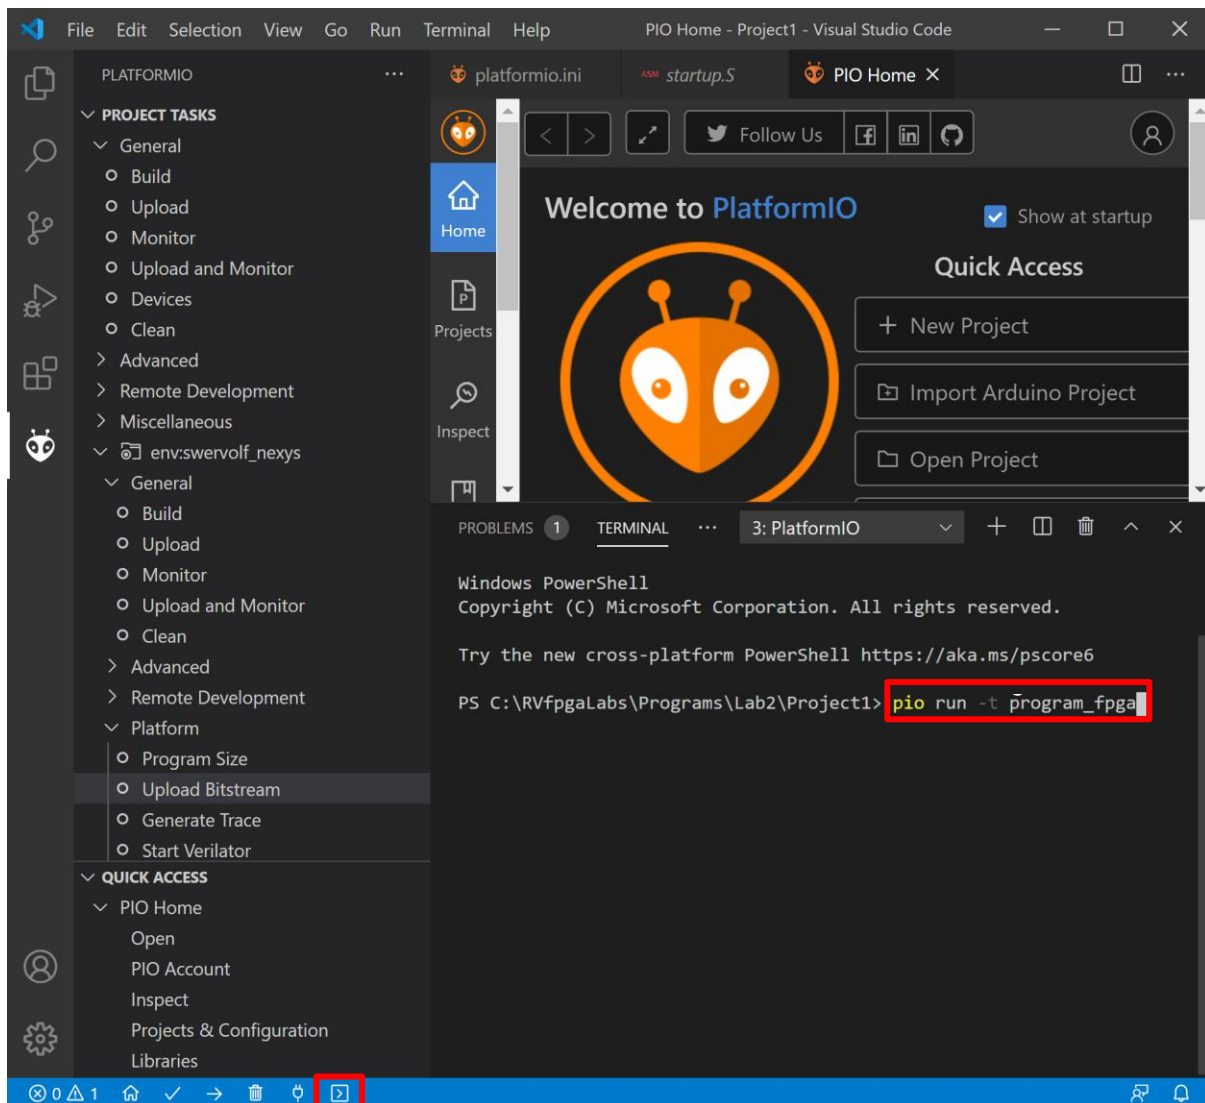 File Edit Selection View Go Run Terminal Help PIO Home - Project1 - Visual Studio Code
PLATFORMIO
PROJECT TASKS
General
Build
Upload
Monitor
Upload and Monitor
Devices
Clean
Advanced
Remote Development
Miscellaneous
env:swervolf_nexys
General
Build
Upload
Monitor
Upload and Monitor
Clean
Advanced
Remote Development
Platform
Program Size
Upload Bitstream
Generate Trace
Start Verilator
QUICK ACCESS
PIO Home
Open
PIO Account
Inspect
Projects & Configuration
Libraries
platformio.ini ASM startup.S PIO Home
Follow Us
Home
Projects
Inspect
Welcome to PlatformIO
Show at startup
Quick Access
New Project
Import Arduino Project
Open Project
PROBLEMS 1 TERMINAL ... 3: PlatformIO
Windows PowerShell
Copyright (C) Microsoft Corporation. All rights reserved.
Try the new cross-platform PowerShell https://aka.ms/pscore6
PS C:\RVfpgaLabs\Programs\Lab2\Project1> pio run -t program_fpga
0 1